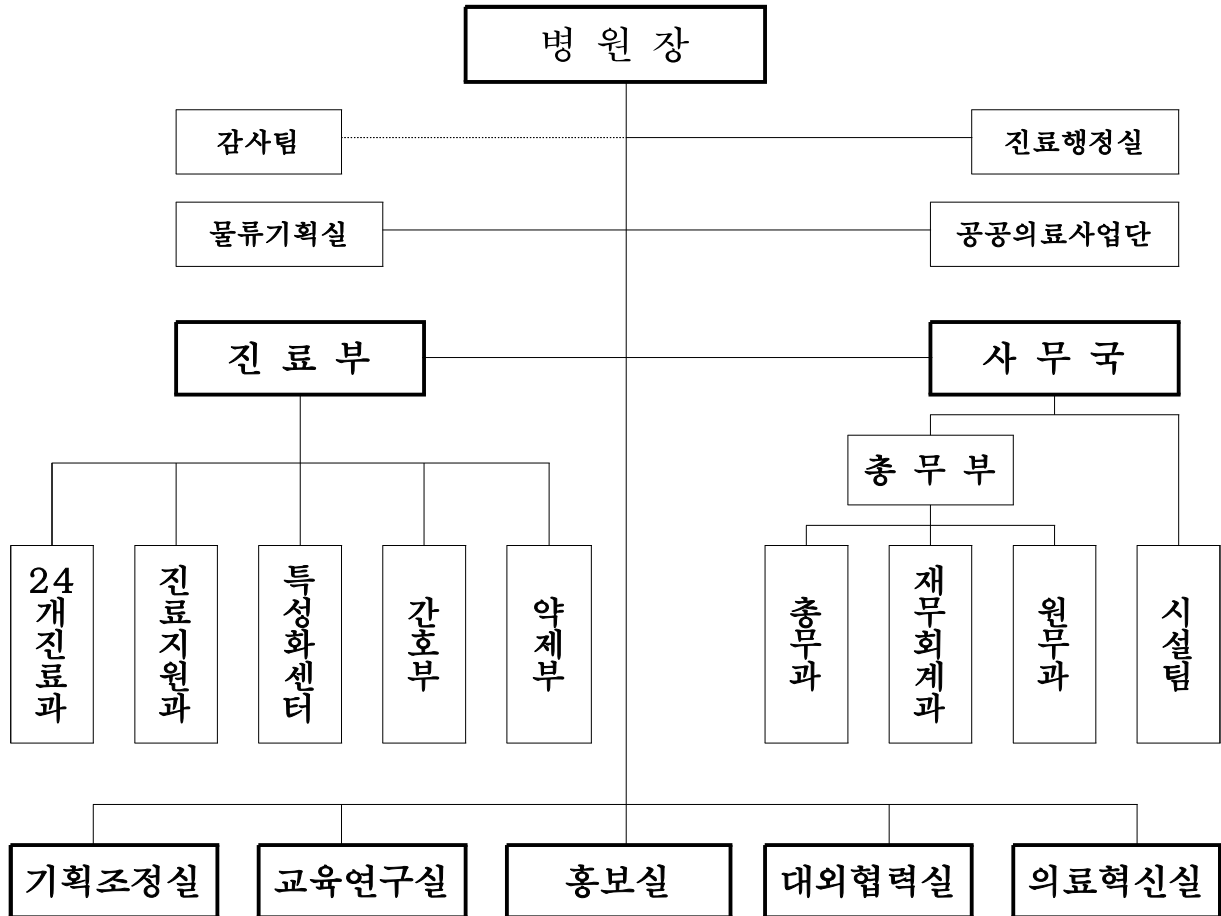 병 원 장
감사팀
진료행정실
물류기획실
공공의료사업단
진 료 부
사 무 국
총 무 부
24개진료과
진료지원과
특성화센터
간호부
약제부
총무과
재무회계과
원무과
시설팀
기획조정실
교육연구실
홍보실
대외협력실
의료혁신실